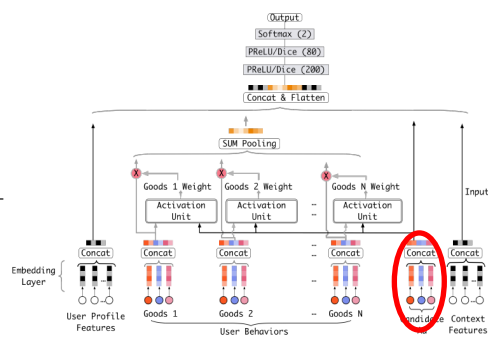 Output
Softmax (2)
PReLU/Dice (80)
PReLU/Dice (200)
Concat & Flatten
SUM Pooling
Goods 1 Weight
Goods 2 Weight
Goods N Weight
Input
Activation
Unit
Activation
Unit
Activation
Unit
Concat
Concat
Concat
Concat
Concat
Concat
Embedding
Layer
User Profile
Features
Goods 1
Goods 2
Goods N
User Behaviors
Candidate
Context
Features